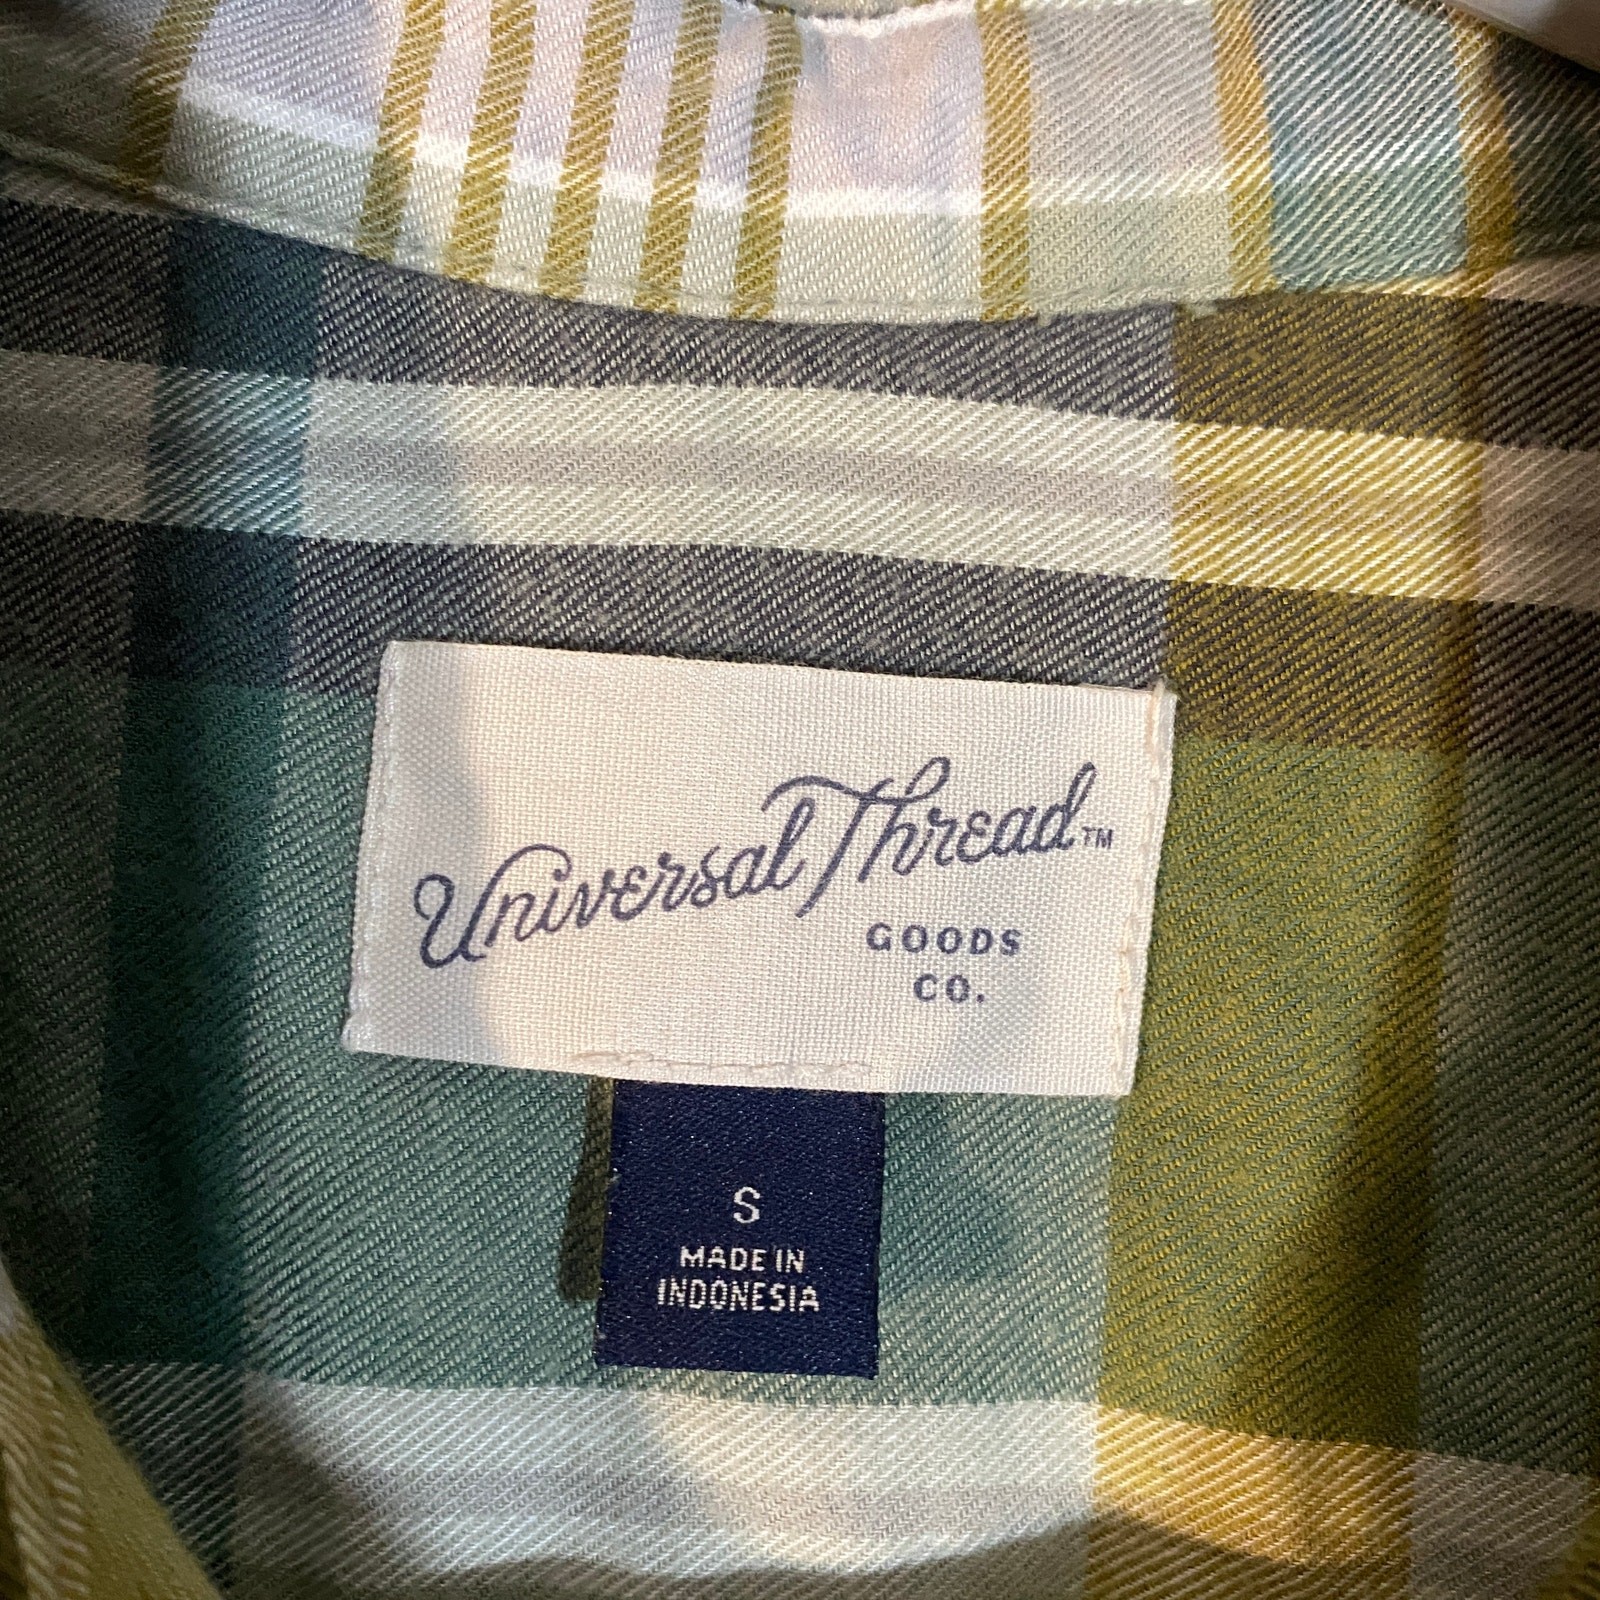 Universal Thread™
GOODS
CO.
S
MADE IN
INDONESIA